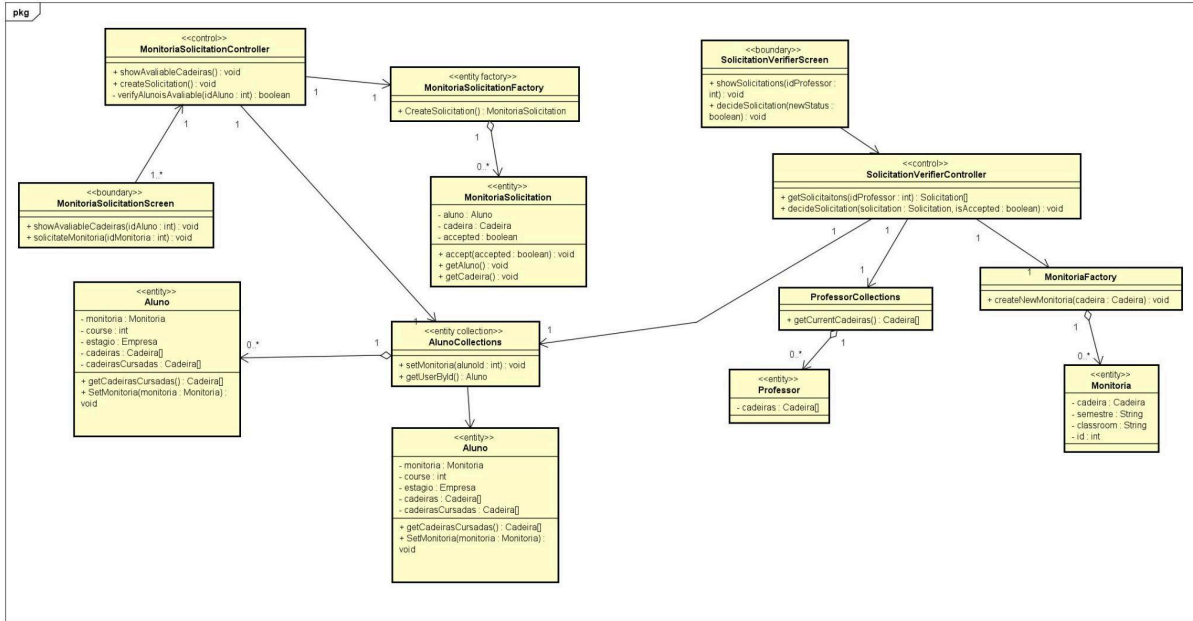 pkg
<<control>>
MonitoriaSolicitationController
+ showAvaliableCadeiras() : void
+ createSolicitation() : void
- verifyAlunoisAvaliable(idAluno : int) : boolean
1
1
1
1
<<entity factory>>
MonitoriaSolicitationFactory
+ CreateSolicitation() : MonitoriaSolicitation
1
0..*
<<boundary>>
MonitoriaSolicitationScreen
+ showAvaliableCadeiras(idAluno : int) : void
+ solicitateMonitoria(idMonitoria : int) : void
1..*
<<entity>>
MonitoriaSolicitation
- aluno : Aluno
- cadeira : Cadeira
- accepted : boolean
+ accept(accepted : boolean) : void
+ getAluno() : void
+ getCadeira() : void
<<entity>>
Aluno
- monitoria : Monitoria
- course : int
- estagio : Empresa
- cadeiras : Cadeira[]
- cadeirasCursadas : Cadeira[]
+ getCadeirasCursadas() : Cadeira[]
+ SetMonitoria(monitoria : Monitoria) :
void
0..*
1
1
1
<<entity collection>>
AlunoCollections
+ setMonitoria(alunoId : int) : void
+ getUserById() : Aluno
<<entity>>
Aluno
- monitoria : Monitoria
- course : int
- estagio : Empresa
- cadeiras : Cadeira[]
- cadeirasCursadas : Cadeira[]
+ getCadeirasCursadas() : Cadeira[]
+ SetMonitoria(monitoria : Monitoria) :
void
<<boundary>>
SolicitationVerifierScreen
+ showSolicitations(idProfessor :
int) : void
+ decideSolicitation(newStatus :
boolean) : void
<<control>>
SolicitationVerifierController
+ getSolicitaitons(idProfessor : int) : Solicitation[]
+ decideSolicitation(solicitation : Solicitation, isAccepted : boolean) : void
1
1
1
1
1
ProfessorCollections
+ getCurrentCadeiras() : Cadeira[]
1
0..*
<<entity>>
Professor
- cadeiras : Cadeira[]
MonitoriaFactory
+ createNewMonitoria(cadeira : Cadeira) : void
1
0..*
<<entity>>
Monitoria
- cadeira : Cadeira
- semestre : String
- classroom : String
- id : int